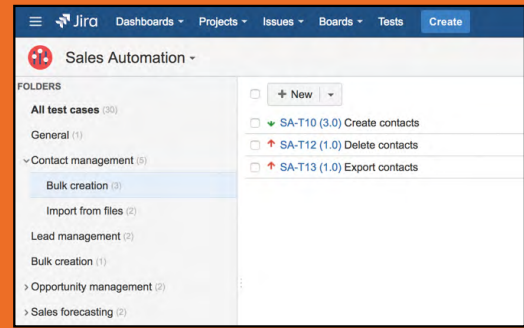 Jira Dashboards Projects Issues Boards Tests Create
Sales Automation
FOLDERS
All test cases (30)
General (1)
Contact management (5)
Bulk creation (3)
Import from files (2)
Lead management (2)
Bulk creation (1)
Opportunity management (2)
Sales forecasting (2)
+ New
SA-T10 (3.0) Create contacts
SA-T12 (1.0) Delete contacts
SA-T13 (1.0) Export contacts